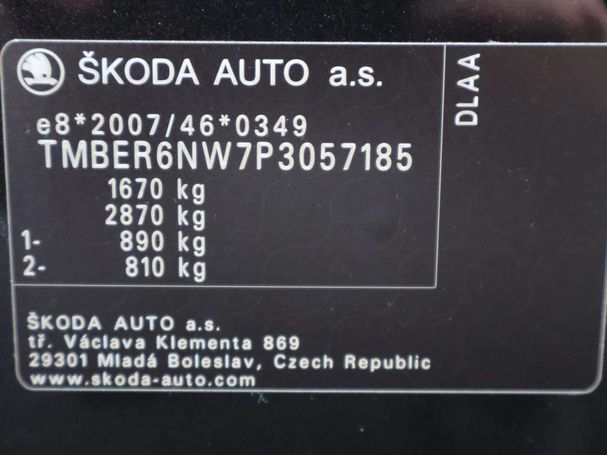 ŠKODA AUTO a.s.
DLAA
e8*2007/46*0349
TMBER6NW7P3057185
1670 kg
2870 kg
1- 890 kg
2- 810 kg
ŠKODA AUTO a.s.
tř. Václava Klementa 869
29301 Mladá Boleslav, Czech Republic
www.skoda-auto.com